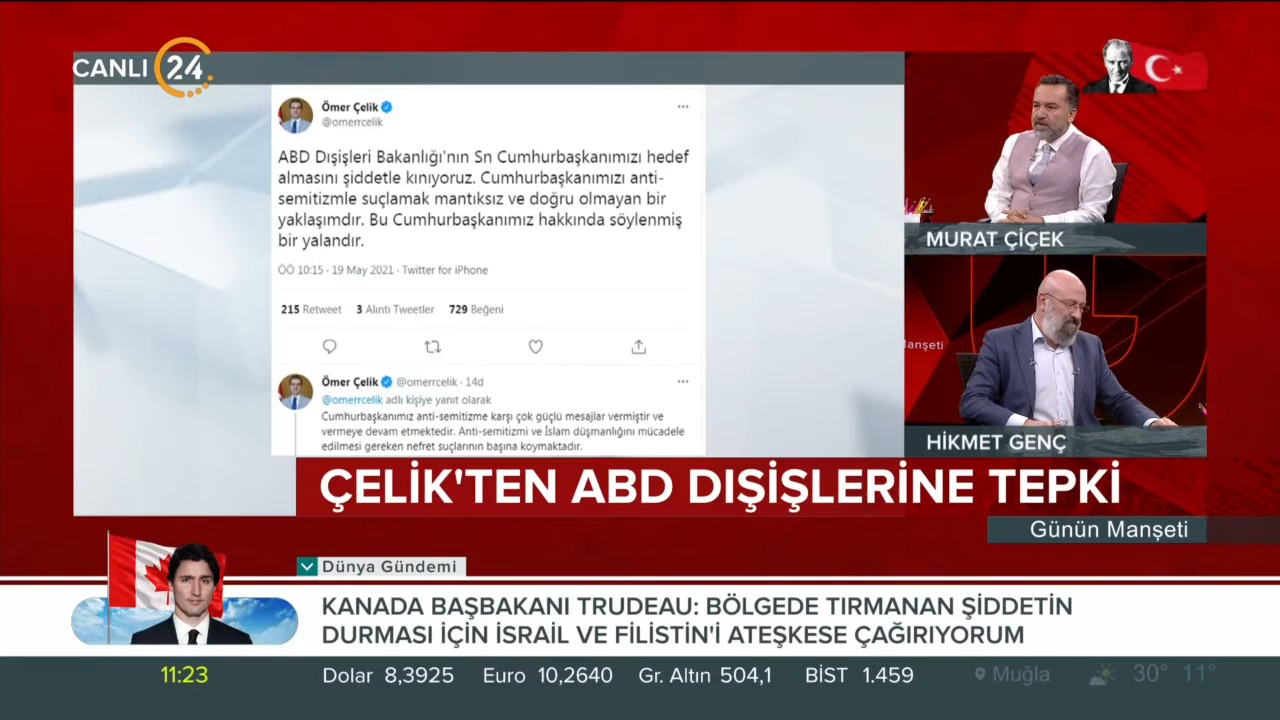 CANLI 24
Ömer Çelik
@omerrcelik
ABD Dışişleri Bakanlığı'nın Sn Cumhurbaşkanımızı hedef
almasını şiddetle kınıyoruz. Cumhurbaşkanımızı anti-
semitizmle suçlamak mantıksız ve doğru olmayan bir
yaklaşımdır. Bu Cumhurbaşkanımız hakkında söylenmiş
bir yalandır.
ÖÖ 10:15 · 19 May 2021 · Twitter for iPhone
215 Retweet 3 Alıntı Tweetler 729 Beğeni
Ömer Çelik @omerrcelik · 14d
@omerrcelik adlı kişiye yanıt olarak
Cumhurbaşkanımız anti-semitizme karşı çok güçlü mesajlar vermiştir ve
vermeye devam etmektedir. Anti-semitizmi ve İslam düşmanlığını mücadele
edilmesi gereken nefret suçlarının başına koymaktadır.
MURAT ÇİÇEK
Manşeti
HİKMET GENÇ
ÇELİK'TEN ABD DIŞİŞLERİNE TEPKİ
Günün Manşeti
Dünya Gündemi
KANADA BAŞBAKANI TRUDEAU: BÖLGEDE TIRMANAN ŞİDDETİN
DURMASI İÇİN İSRAİL VE FİLİSTİN'İ ATEŞKESE ÇAĞIRIYORUM
11:23 Dolar 8,3925 Euro 10,2640 Gr. Altın 504,1 BİST 1.459 Muğla 30° 11°